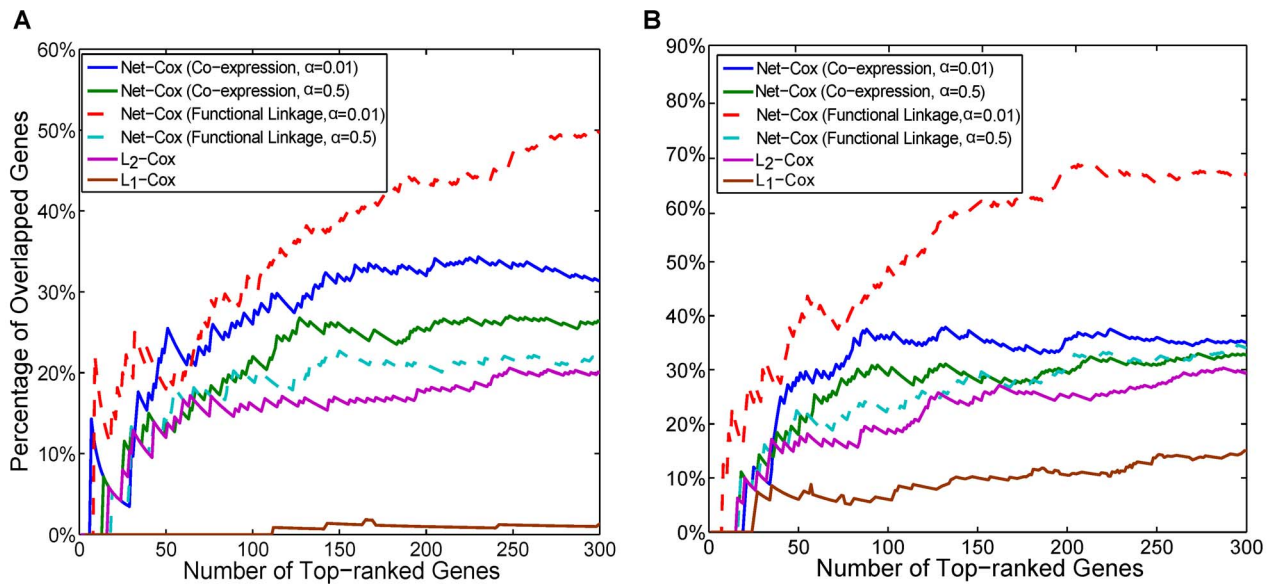 A
60%
50%
40%
30%
20%
10%
0%
Percentage of Overlapped Genes
Net-Cox (Co-expression, α=0.01)
Net-Cox (Co-expression, α=0.5)
Net-Cox (Functional Linkage, α=0.01)
Net-Cox (Functional Linkage, α=0.5)
L2-Cox
L1-Cox
0 50 100 150 200 250 300
Number of Top-ranked Genes
B
90%
80%
70%
60%
50%
40%
30%
20%
10%
0%
Net-Cox (Co-expression, α=0.01)
Net-Cox (Co-expression, α=0.5)
Net-Cox (Functional Linkage, α=0.01)
Net-Cox (Functional Linkage, α=0.5)
L2-Cox
L1-Cox
0 50 100 150 200 250 300
Number of Top-ranked Genes